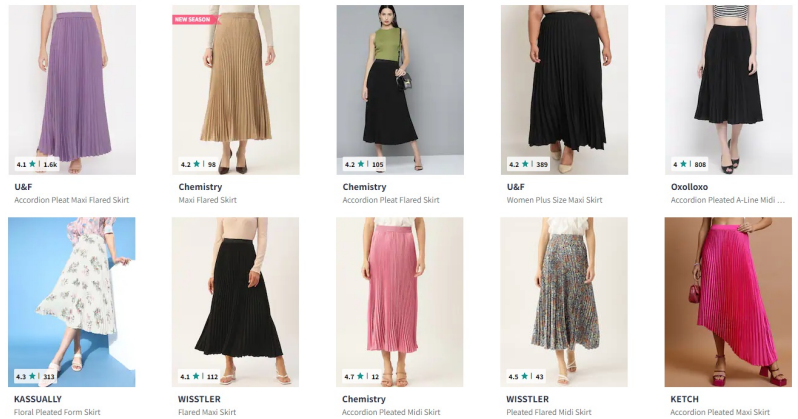 NEW SEASON
4.1 ★ | 1.6k
4.2 ★ | 98
4.2 ★ | 105
4.2 ★ | 389
4 ★ | 808
U&F
Accordion Pleat Maxi Flared Skirt
Chemistry
Maxi Flared Skirt
Chemistry
Accordion Pleat Flared Skirt
U&F
Women Plus Size Maxi Skirt
Oxolloxo
Accordion Pleated A-Line Midi ...
4.3 ★ | 313
4.1 ★ | 112
4.7 ★ | 12
4.5 ★ | 43
KASSUALLY
Floral Pleated Form Skirt
WISSTLER
Flared Maxi Skirt
Chemistry
Accordion Pleated Midi Skirt
WISSTLER
Pleated Flared Midi Skirt
KETCH
Accordion Pleated Maxi Skirt